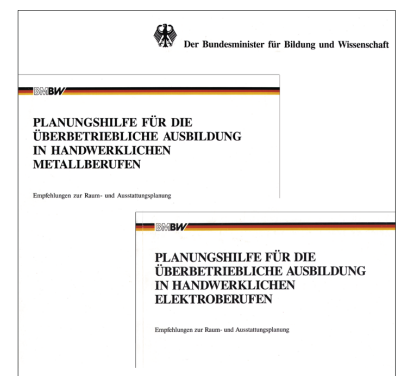 Der Bundesminister für Bildung und Wissenschaft
BMBW
PLANUNGSHILFE FÜR DIE
ÜBERBETRIEBLICHE AUSBILDUNG
IN HANDWERKLICHEN
METALLBERUFEN
Empfehlungen zur Raum- und Ausstattungsplanung
BMBW
PLANUNGSHILFE FÜR DIE
ÜBERBETRIEBLICHE AUSBILDUNG
IN HANDWERKLICHEN
ELEKTROBERUFEN
Empfehlungen zur Raum- und Ausstattungsplanung